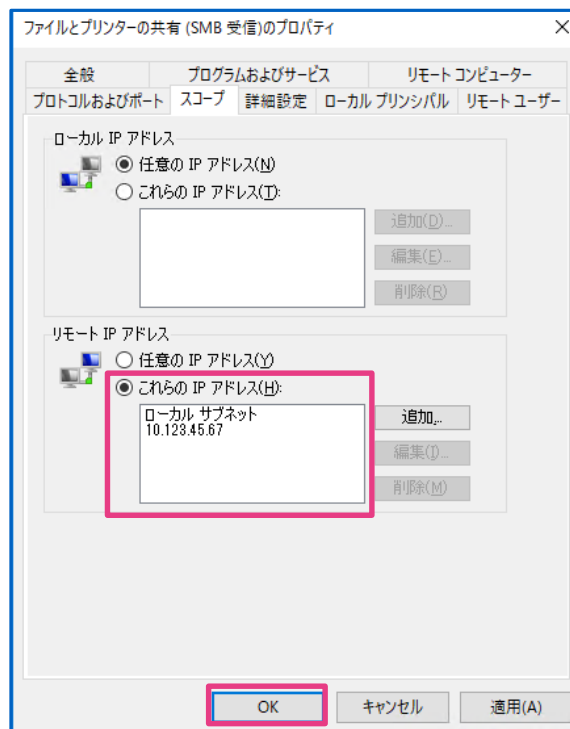 ファイルとプリンターの共有 (SMB 受信)のプロパティ
全般 プログラムおよびサービス リモート コンピューター
プロトコルおよびポート スコープ 詳細設定 ローカル プリンシパル リモート ユーザー
ローカル IP アドレス
任意の IP アドレス(N)
これらの IP アドレス(T):
追加(D)...
編集(E)...
削除(R)
リモート IP アドレス
任意の IP アドレス(Y)
これらの IP アドレス(H):
ローカル サブネット
10.123.45.67
追加...
編集(I)...
削除(M)
OK キャンセル 適用(A)